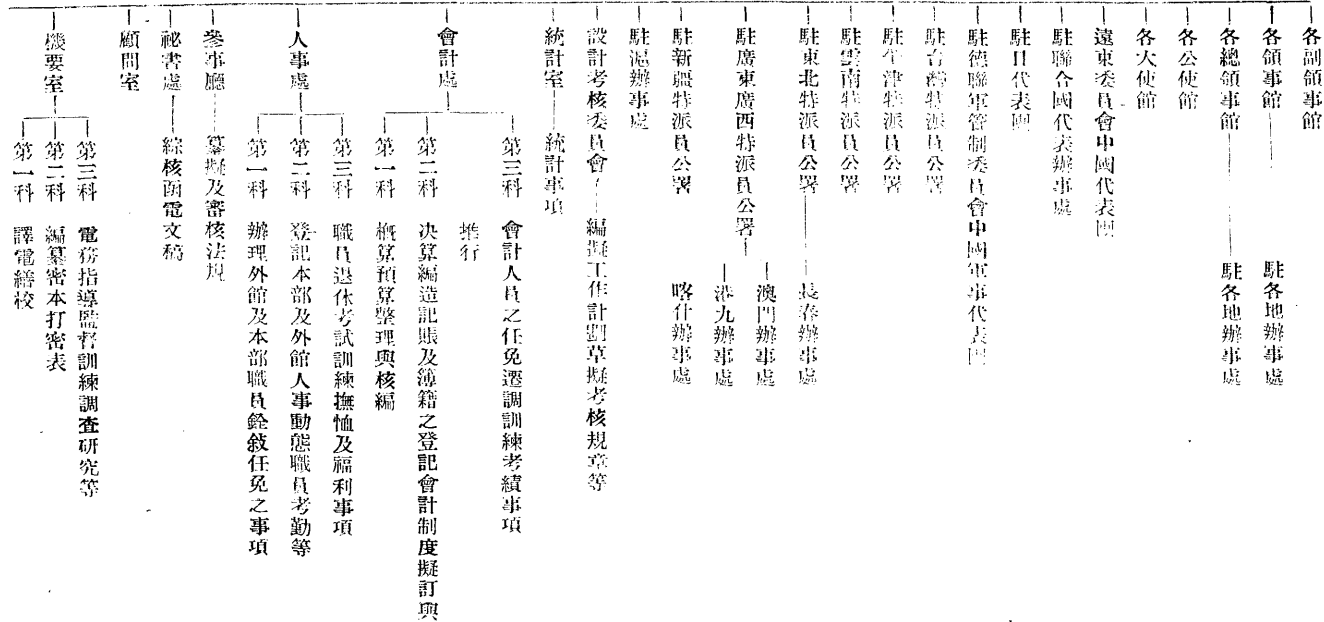 各副領事館
各領事館 駐各地辦事處
各總領事館 駐各地辦事處
各公使館
各大使館
遠東委員會中國代表團
駐聯合國代表辦事處
駐日代表團
駐德聯軍管制委員會中國軍事代表團
駐台灣特派員公署
駐平津特派員公署
駐雲南特派員公署
駐東北特派員公署 長春辦事處
駐廣東廣西特派員公署 澳門辦事處
港九辦事處
駐新疆特派員公署 喀什辦事處
駐滬辦事處
設計考核委員會 編擬工作計劃草擬考核規章等
統計室 統計事項
會計處
第三科 會計人員之任免遷調訓練考績事項
第二科 決算編造記賬及簿籍之登記會計制度擬訂與
推行
第一科 概算預算整理與核編
人事處
第三科 職員退休考試訓練撫恤及福利事項
第二科 登記本部及外館人事動態職員考勤等
第一科 辦理外館及本部職員銓敘任免之事項
參事廳 纂擬及審核法規
祕書處 綜核函電文稿
顧問室
機要室
第三科 電務指導監督訓練調查研究等
第二科 編纂密本打密表
第一科 譯電繕校